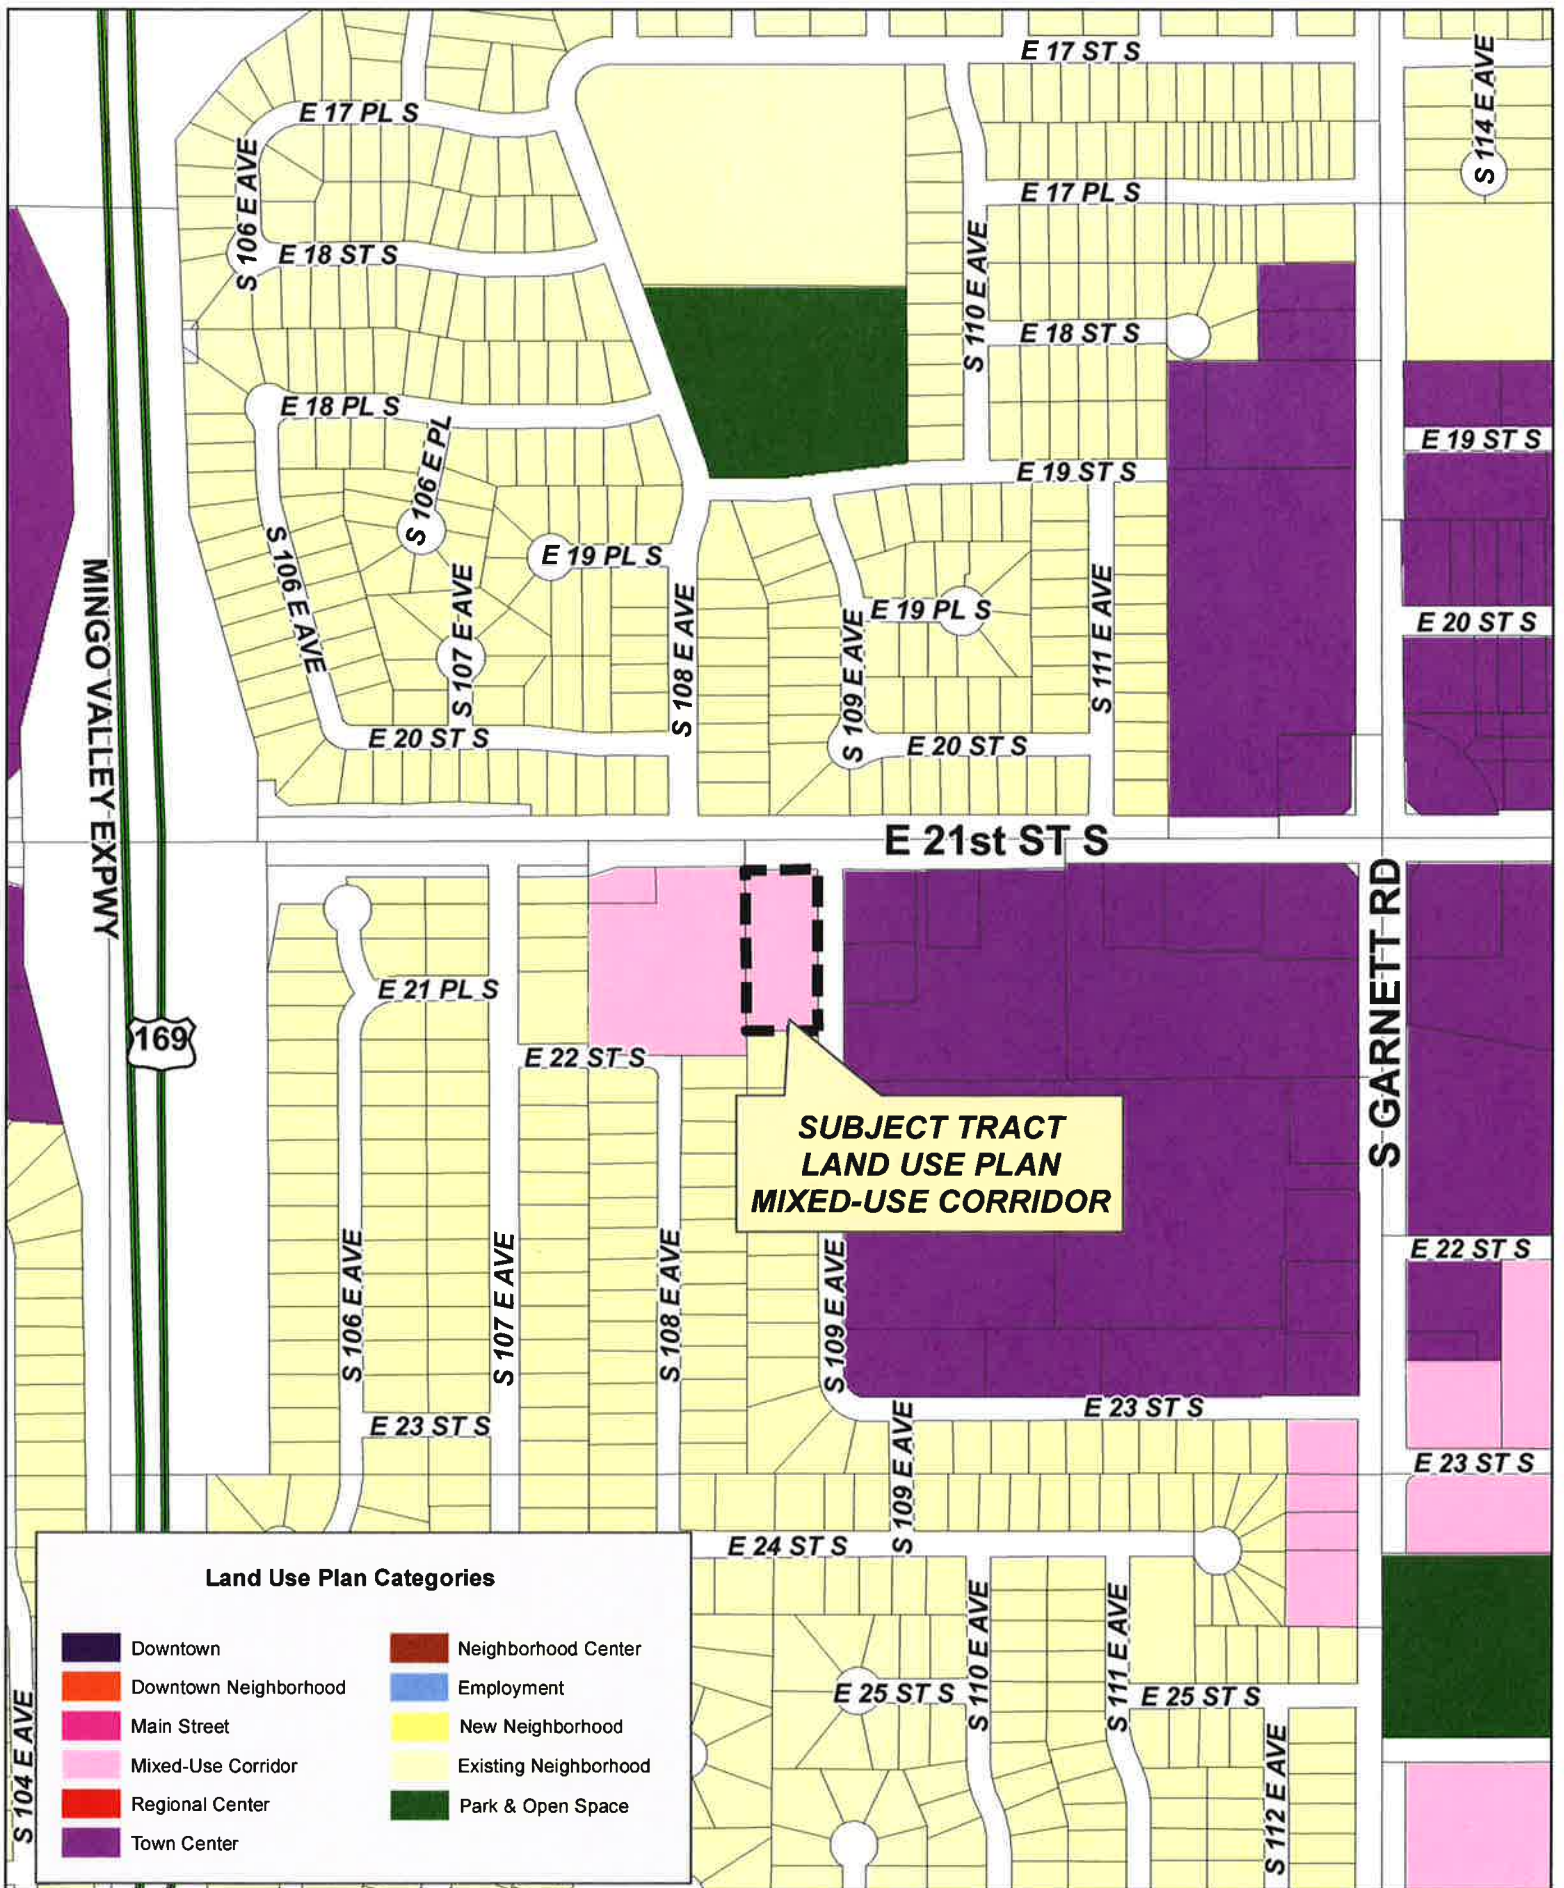 E 17 ST S
S 114 E AVE
E 17 PL S
S 106 E AVE
E 17 PL S
E 18 ST S
S 110 E AVE
E 18 ST S
E 18 PL S
S 106 E PL
E 19 ST S
E 19 ST S
S 106 E AVE
E 19 PL S
S 107 E AVE
S 108 E AVE
E 19 PL S
S 109 E AVE
S 111 E AVE
E 20 ST S
E 20 ST S
E 20 ST S
MINGO VALLEY EXPWY
E 21st ST S
S GARNETT RD
E 21 PL S
169
E 22 ST S
SUBJECT TRACT
LAND USE PLAN
MIXED-USE CORRIDOR
S 106 E AVE
S 107 E AVE
S 108 E AVE
S 109 E AVE
E 22 ST S
E 23 ST S
E 23 ST S
S 109 E AVE
E 23 ST S
E 24 ST S
S 110 E AVE
S 111 E AVE
E 25 ST S
E 25 ST S
S 112 E AVE
S 104 E AVE
Land Use Plan Categories
Downtown
Downtown Neighborhood
Main Street
Mixed-Use Corridor
Regional Center
Town Center
Neighborhood Center
Employment
New Neighborhood
Existing Neighborhood
Park & Open Space